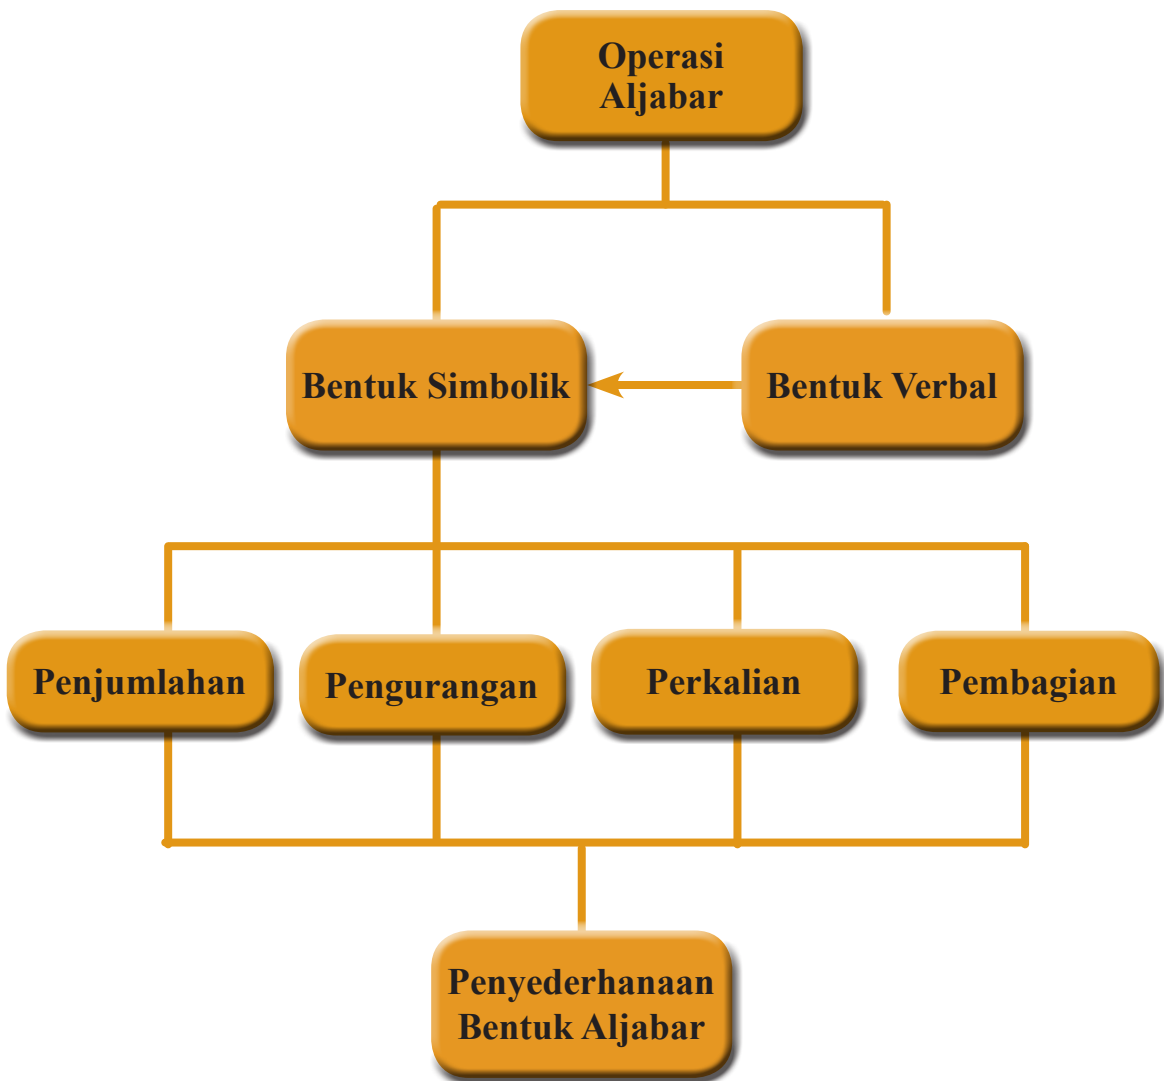 Operasi
Aljabar
Bentuk Simbolik
Bentuk Verbal
Penjumlahan
Pengurangan
Perkalian
Pembagian
Penyederhanaan
Bentuk Aljabar